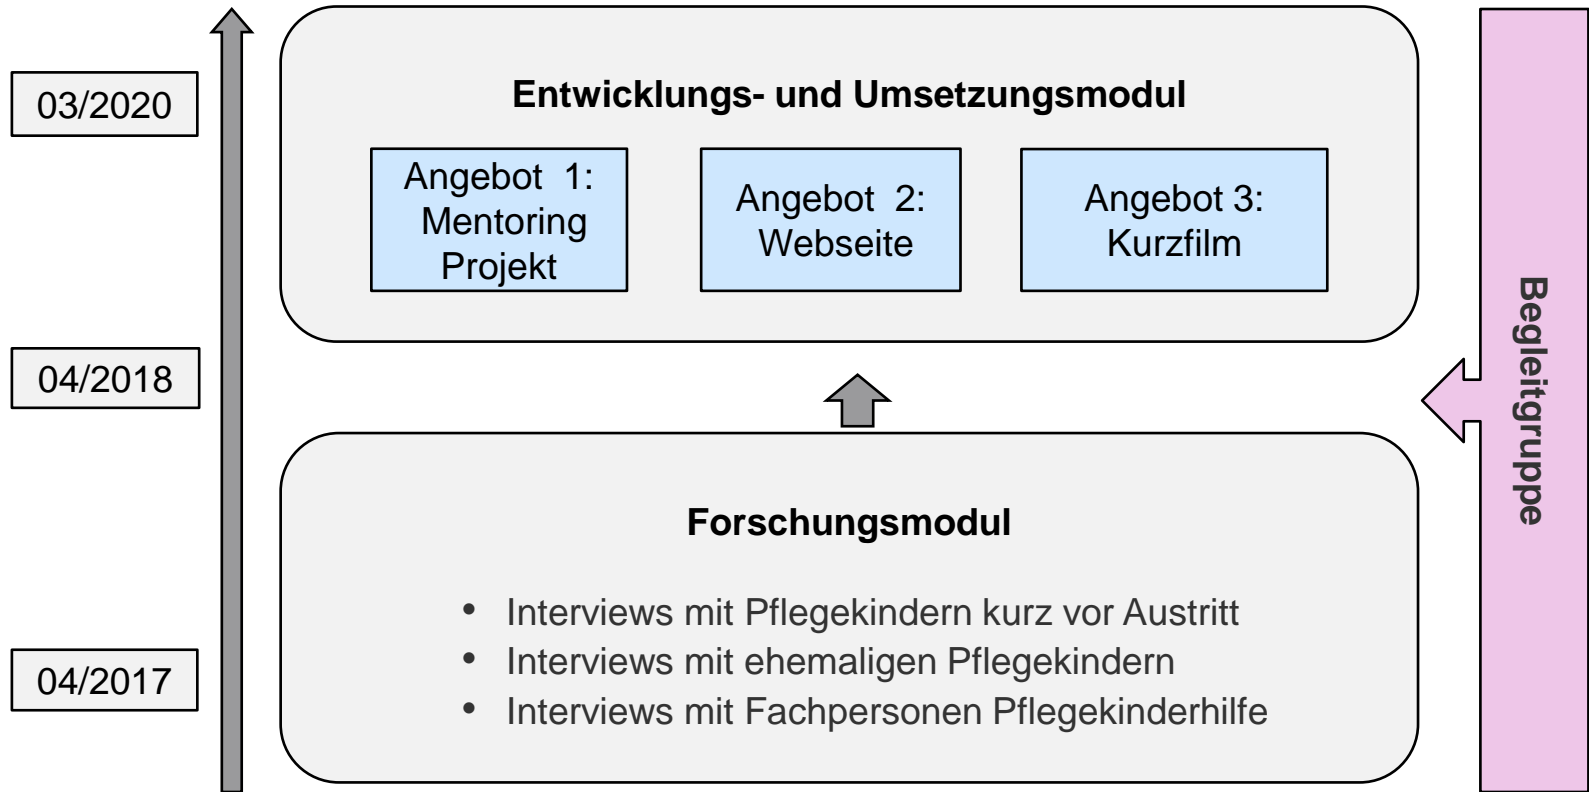 03/2020
04/2018
04/2017
Entwicklungs- und Umsetzungsmodul
Angebot 1:
Mentoring
Projekt
Angebot 2:
Webseite
Angebot 3:
Kurzfilm
Forschungsmodul
• Interviews mit Pflegekindern kurz vor Austritt
• Interviews mit ehemaligen Pflegekindern
• Interviews mit Fachpersonen Pflegekinderhilfe
Begleitgruppe